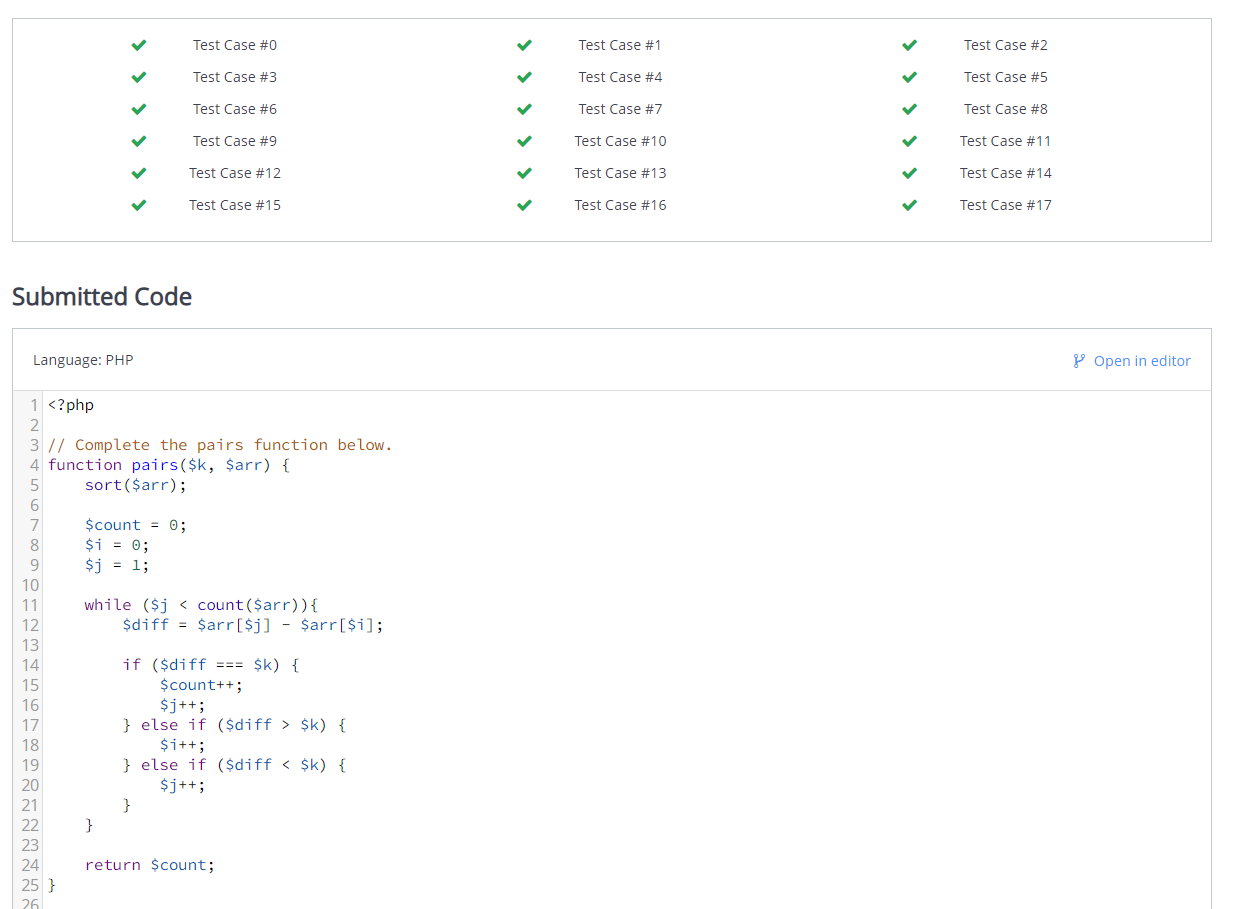 Test Case #0 Test Case #1 Test Case #2
Test Case #3 Test Case #4 Test Case #5
Test Case #6 Test Case #7 Test Case #8
Test Case #9 Test Case #10 Test Case #11
Test Case #12 Test Case #13 Test Case #14
Test Case #15 Test Case #16 Test Case #17
Submitted Code
Language: PHP Open in editor
1 <?php
2
3 // Complete the pairs function below.
4 function pairs($k, $arr) {
5     sort($arr);
6
7     $count = 0;
8     $i = 0;
9     $j = 1;
10
11     while ($j < count($arr)){
12         $diff = $arr[$j] - $arr[$i];
13
14         if ($diff === $k) {
15             $count++;
16             $j++;
17         } else if ($diff > $k) {
18             $i++;
19         } else if ($diff < $k) {
20             $j++;
21         }
22     }
23
24     return $count;
25 }
26